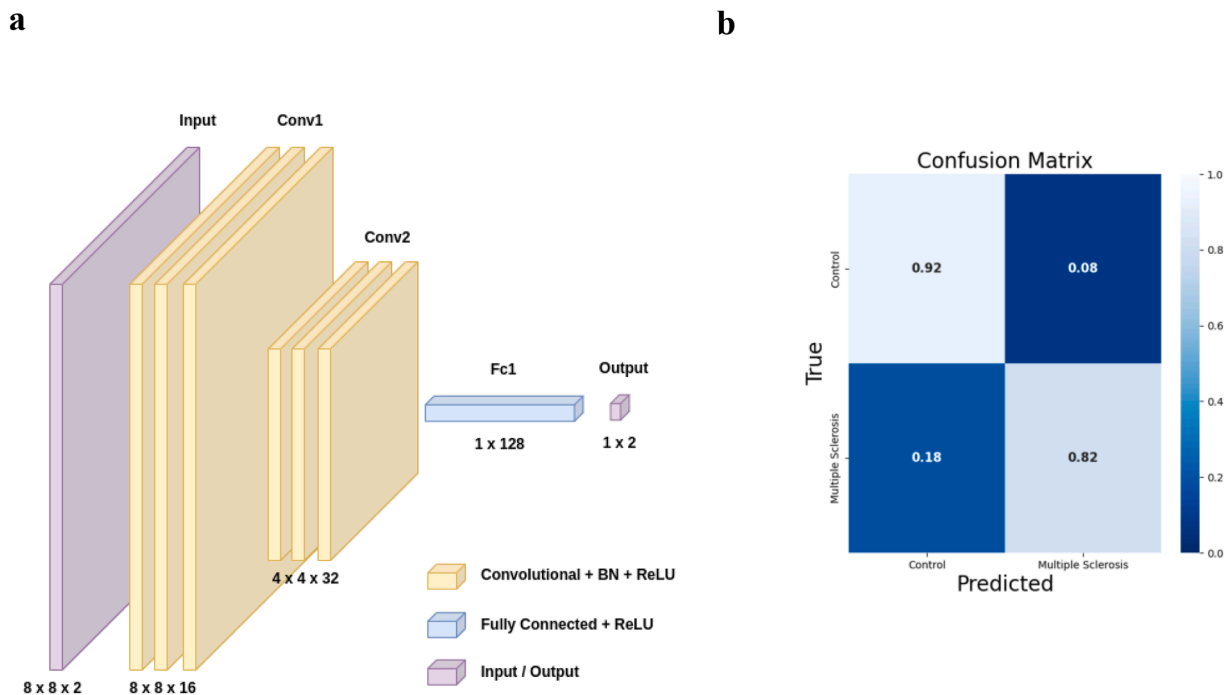 a
Input
Conv1
Conv2
Fc1
Output
1 x 128
1 x 2
4 x 4 x 32
8 x 8 x 2
8 x 8 x 16
Convolutional + BN + ReLU
Fully Connected + ReLU
Input / Output
b
Confusion Matrix
True
Control
Multiple Sclerosis
0.92
0.08
0.18
0.82
Control
Multiple Sclerosis
Predicted
1.0
0.8
0.6
0.4
0.2
0.0